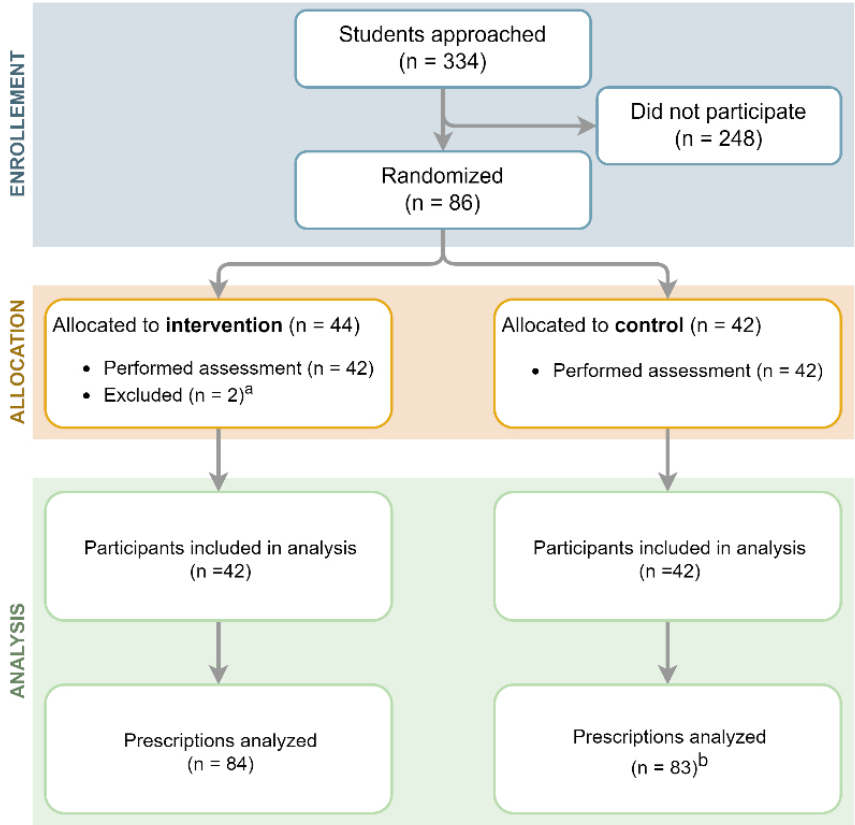 ENROLLEMENT
Students approached
(n = 334)
Did not participate
(n = 248)
Randomized
(n = 86)
ALLOCATION
Allocated to intervention (n = 44)
• Performed assessment (n = 42)
• Excluded (n = 2)a
Allocated to control (n = 42)
• Performed assessment (n = 42)
ANALYSIS
Participants included in analysis
(n =42)
Participants included in analysis
(n =42)
Prescriptions analyzed
(n = 84)
Prescriptions analyzed
(n = 83)b